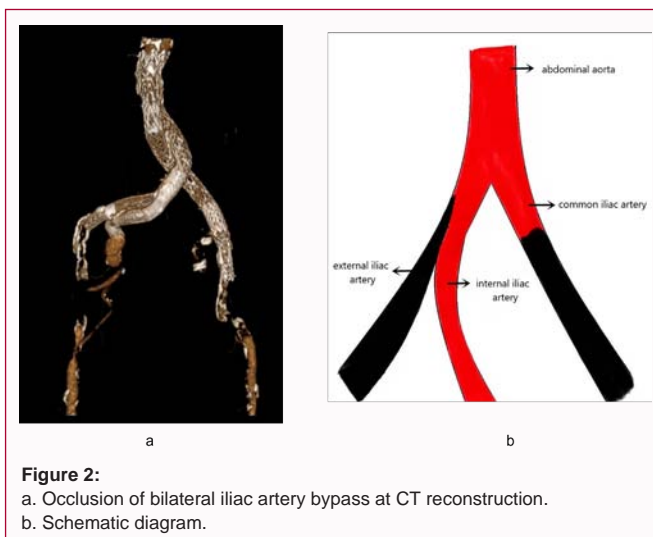 abdominal aorta
common iliac artery
external iliac
artery
internal iliac
artery
a
b
Figure 2:
a. Occlusion of bilateral iliac artery bypass at CT reconstruction.
b. Schematic diagram.